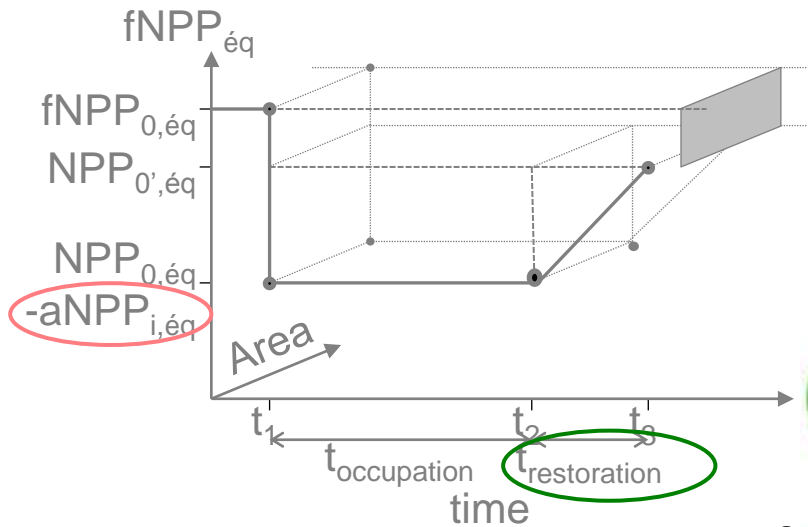 fNPPéq
fNPP0,éq
NPP0',éq
NPP0,éq
-aNPPi,éq
Area
t1 t2 t3
toccupation trestoration
time